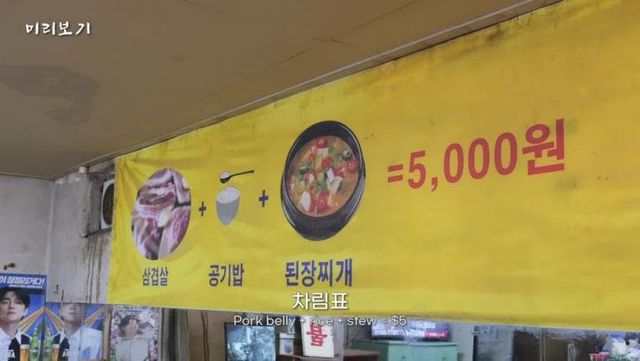 미리보기
+ + =5,000원
삼겹살 공기밥 된장찌개
차림표
Pork belly + rice + stew = $5